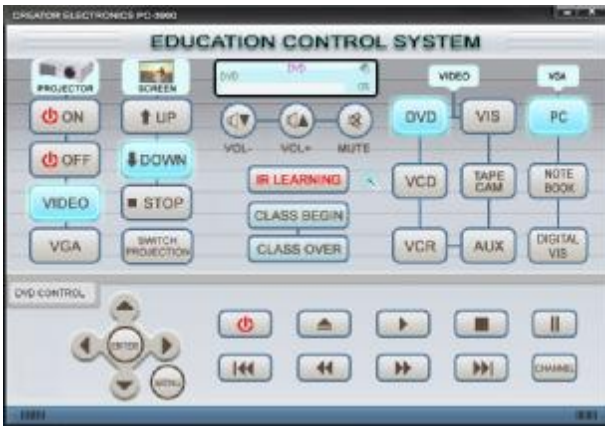 CREATOR ELECTRONICS PC-3900
EDUCATION CONTROL SYSTEM
PROJECTOR
SCREEN
DVD
DVD
VIDEO
VGA
ON
UP
VOL-
VOL+
MUTE
DVD
VIS
PC
OFF
DOWN
IR LEARNING
VCD
TAPE CAM
NOTE BOOK
VIDEO
STOP
CLASS BEGIN
VGA
SWITCH PROJECTION
CLASS OVER
VCR
AUX
DIGITAL VIS
DVD CONTROL
ENTER
MENU
CHANNEL